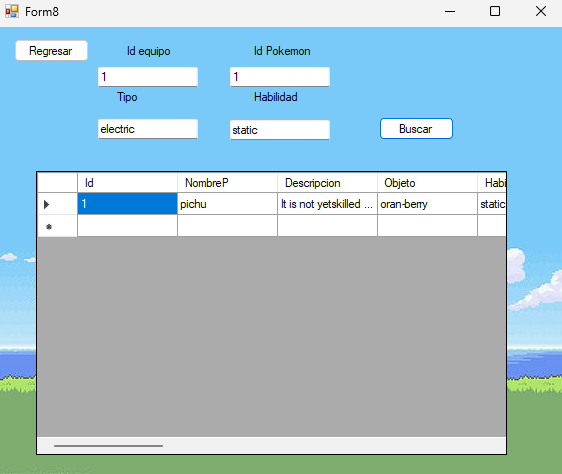 Form8
Regresar Id equipo Id Pokemon
1 1
Tipo Habilidad
electric static Buscar
Id NombreP Descripcion Objeto Habi
1 pichu It is not yetskilled ... oran-berry static